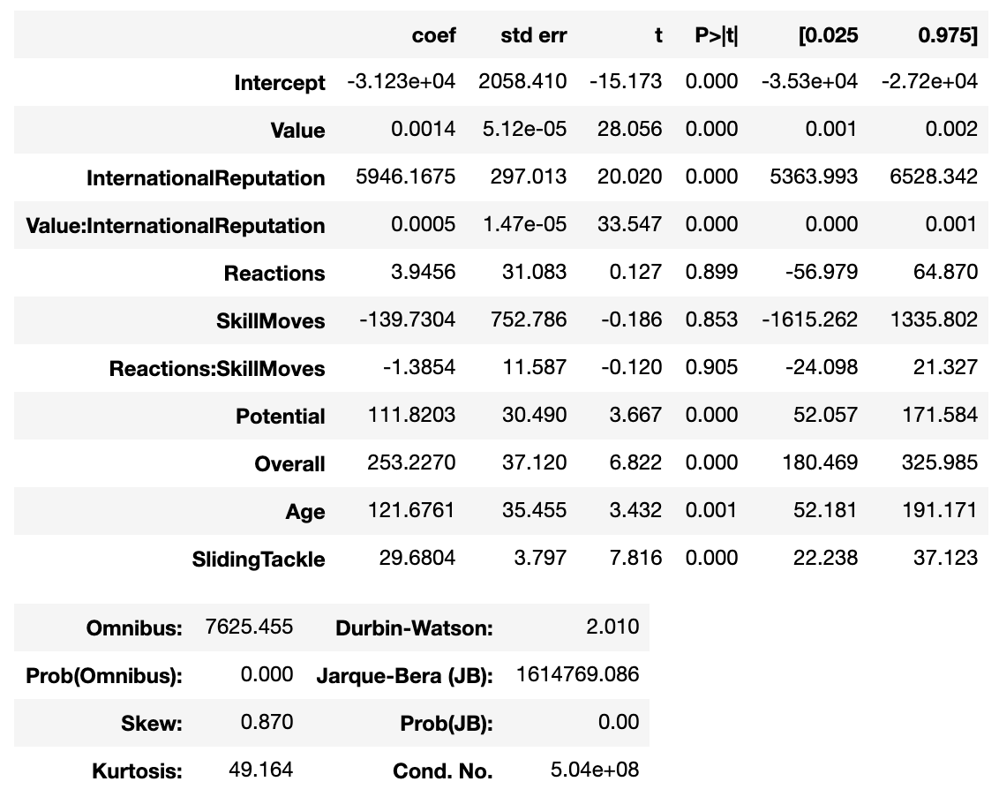 coef std err t P>|t| [0.025 0.975]
Intercept -3.123e+04 2058.410 -15.173 0.000 -3.53e+04 -2.72e+04
Value 0.0014 5.12e-05 28.056 0.000 0.001 0.002
InternationalReputation 5946.1675 297.013 20.020 0.000 5363.993 6528.342
Value:InternationalReputation 0.0005 1.47e-05 33.547 0.000 0.000 0.001
Reactions 3.9456 31.083 0.127 0.899 -56.979 64.870
SkillMoves -139.7304 752.786 -0.186 0.853 -1615.262 1335.802
Reactions:SkillMoves -1.3854 11.587 -0.120 0.905 -24.098 21.327
Potential 111.8203 30.490 3.667 0.000 52.057 171.584
Overall 253.2270 37.120 6.822 0.000 180.469 325.985
Age 121.6761 35.455 3.432 0.001 52.181 191.171
SlidingTackle 29.6804 3.797 7.816 0.000 22.238 37.123
Omnibus: 7625.455 Durbin-Watson: 2.010
Prob(Omnibus): 0.000 Jarque-Bera (JB): 1614769.086
Skew: 0.870 Prob(JB): 0.00
Kurtosis: 49.164 Cond. No. 5.04e+08